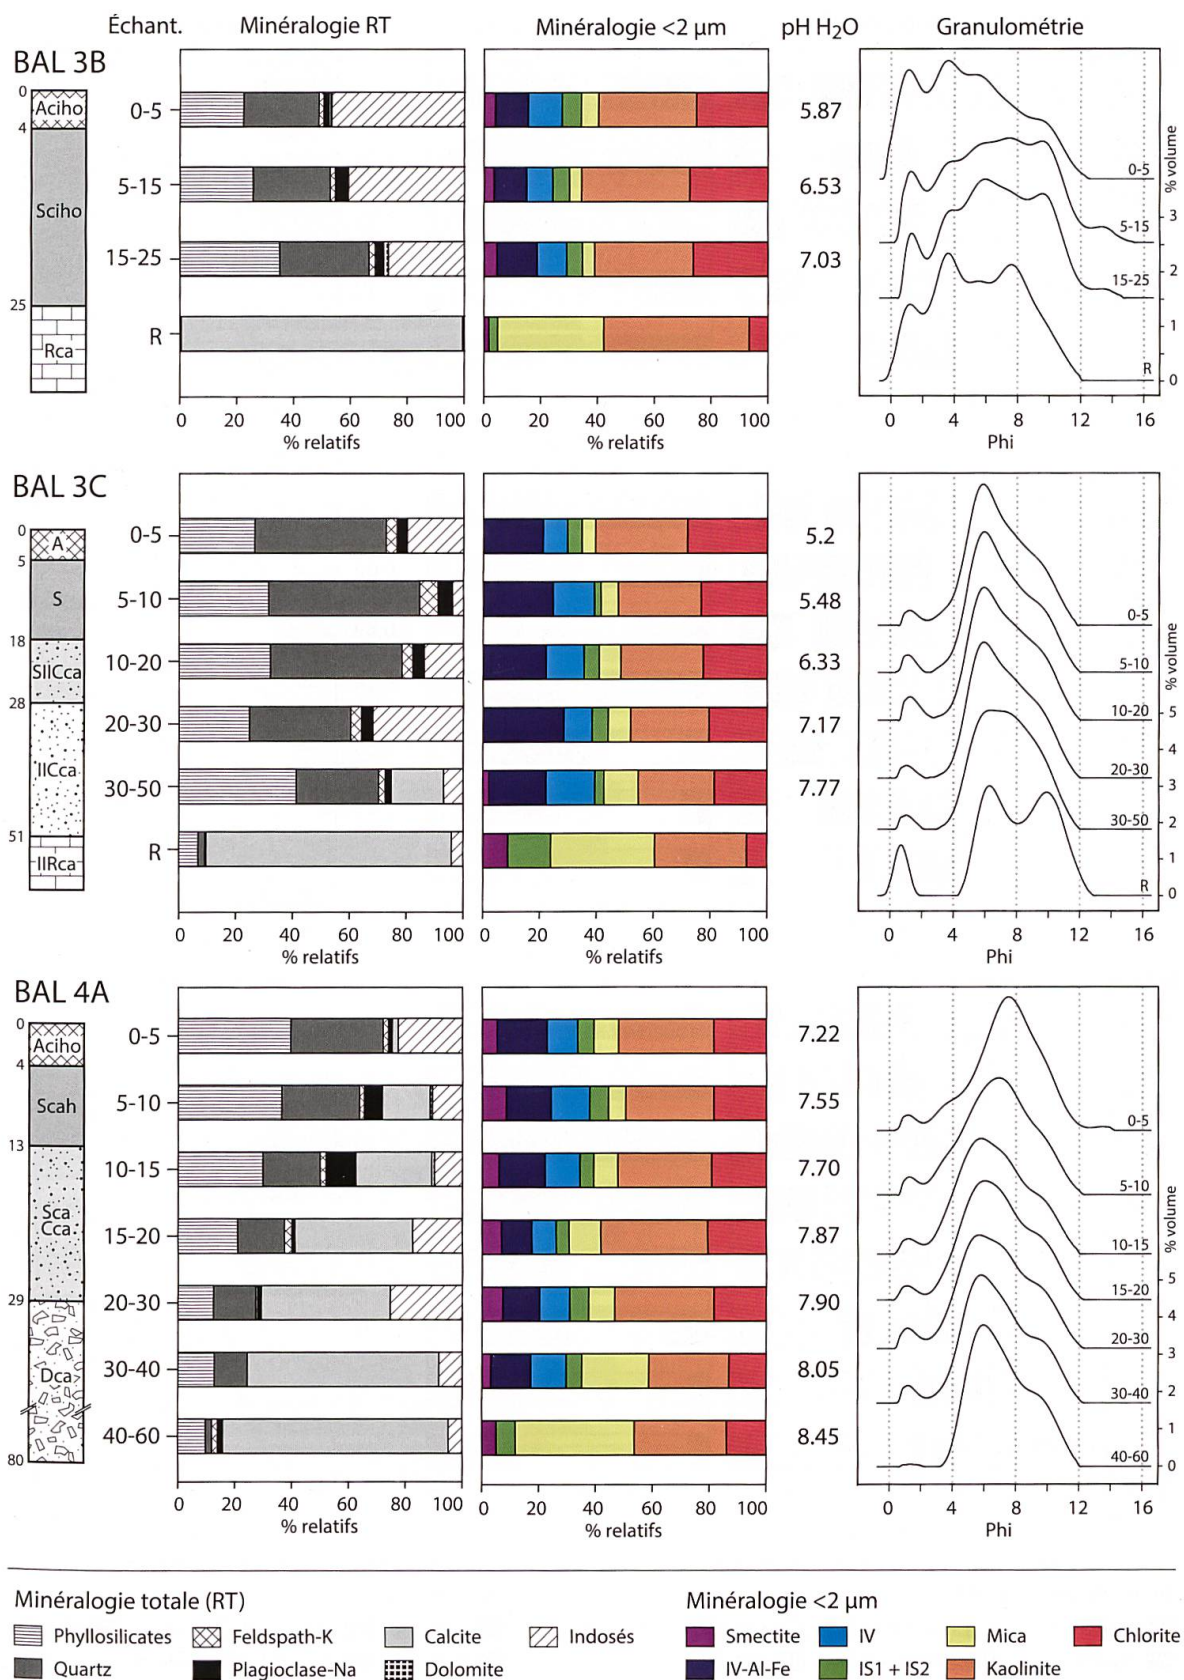 Échant. Minéralogie RT Minéralogie <2 µm pH H₂O Granulométrie
BAL 3B
0
Aciho
4
Sciho
25
Rca
0-5
5-15
15-25
R
0 20 40 60 80 100
% relatifs
0 20 40 60 80 100
% relatifs
5.87
6.53
7.03
0-5
5-15
15-25
R
% volume
3
2
1
0
0 4 8 12 16
Phi
BAL 3C
0
A
5
S
18
SIICca
28
IICca
51
IIRca
0-5
5-10
10-20
20-30
30-50
R
0 20 40 60 80 100
% relatifs
0 20 40 60 80 100
% relatifs
5.2
5.48
6.33
7.17
7.77
0-5
5-10
10-20
20-30
30-50
R
% volume
5
4
3
2
1
0
0 4 8 12 16
Phi
BAL 4A
0
Aciho
4
Scah
13
Sca
Cca
29
Dca
80
0-5
5-10
10-15
15-20
20-30
30-40
40-60
0 20 40 60 80 100
% relatifs
0 20 40 60 80 100
% relatifs
7.22
7.55
7.70
7.87
7.90
8.05
8.45
0-5
5-10
10-15
15-20
20-30
30-40
40-60
% volume
5
4
3
2
1
0
0 4 8 12 16
Phi
Minéralogie totale (RT)
Phyllosilicates Feldspath-K Calcite Indosés
Quartz Plagioclase-Na Dolomite
Minéralogie <2 µm
Smectite IV Mica Chlorite
IV-Al-Fe IS1 + IS2 Kaolinite